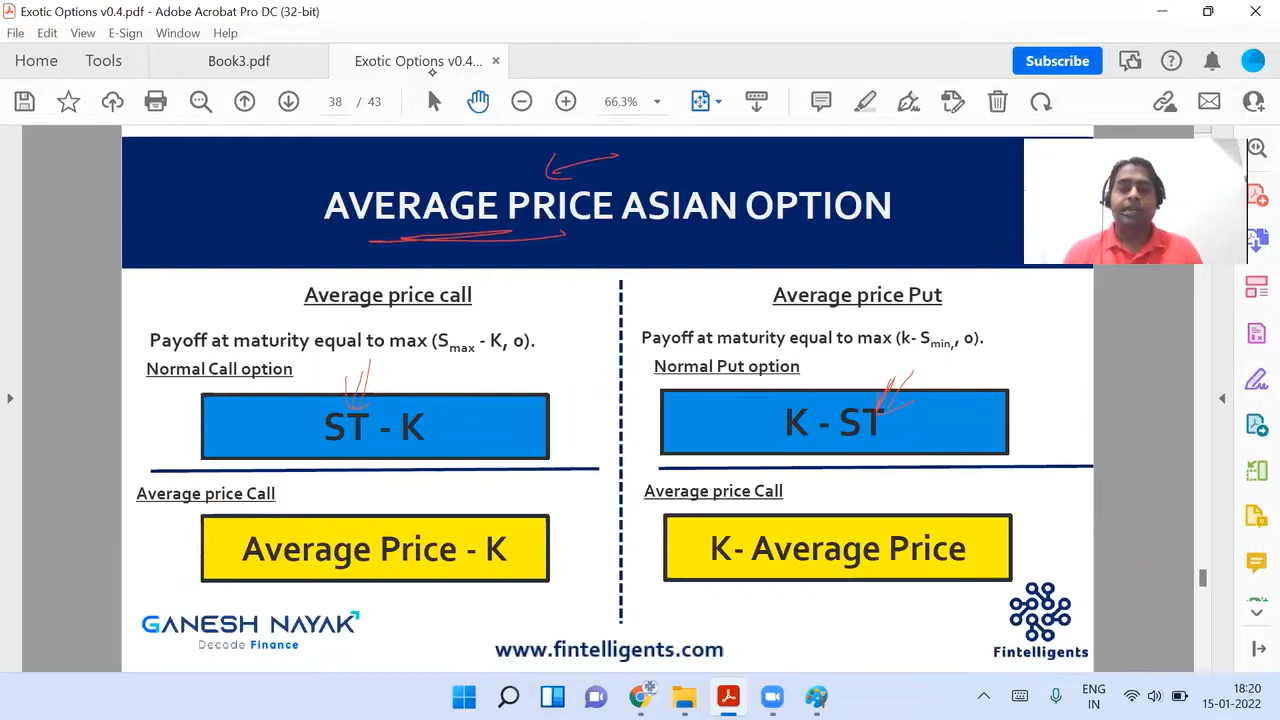 Exotic Options v0.4.pdf - Adobe Acrobat Pro DC (32-bit)
File Edit View E-Sign Window Help
Home Tools Book3.pdf Exotic Options v0.4... Subscribe
38 / 43 66.3%
AVERAGE PRICE ASIAN OPTION
Average price call
Payoff at maturity equal to max (Smax - K, 0).
Normal Call option
ST - K
Average price Call
Average Price - K
Average price Put
Payoff at maturity equal to max (k- Smin,, 0).
Normal Put option
K - ST
Average price Call
K- Average Price
GANESH NAYAK
Decode Finance
www.fintelligents.com
Fintelligents
ENG
IN
18:20
15-01-2022